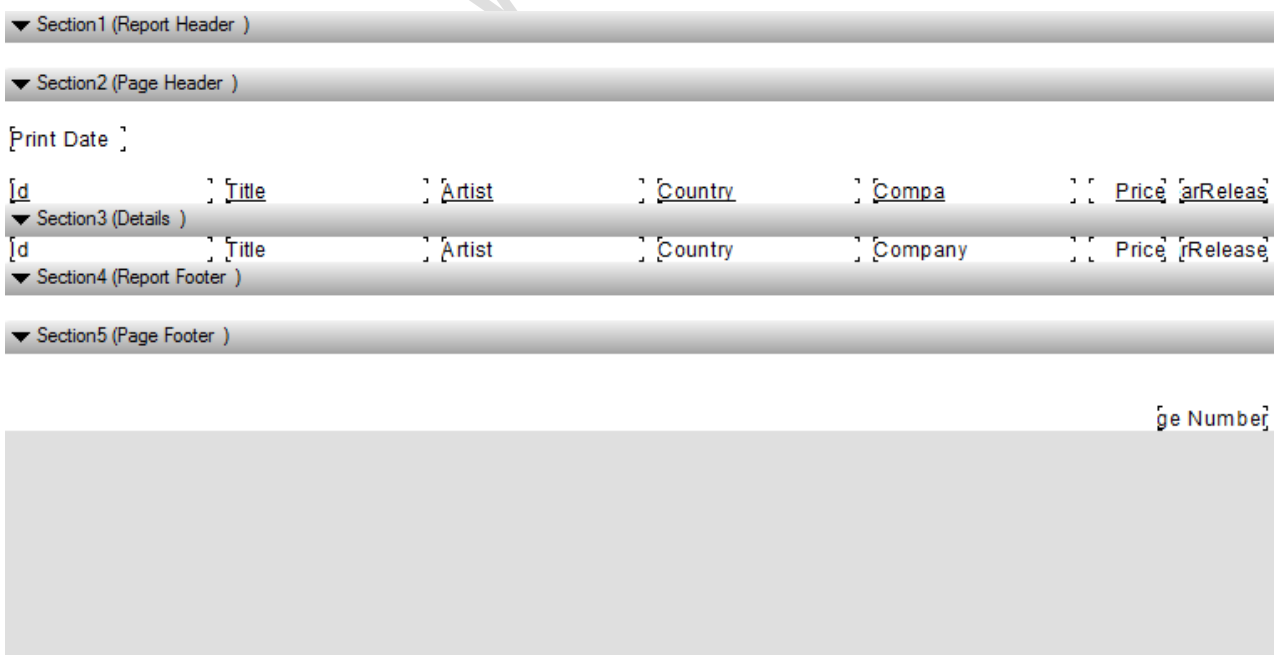 Section1 (Report Header )
Section2 (Page Header )
Print Date
Id Title Artist Country Compa Price arReleas
Section3 (Details )
Id Title Artist Country Company Price rRelease
Section4 (Report Footer )
Section5 (Page Footer )
ge Number